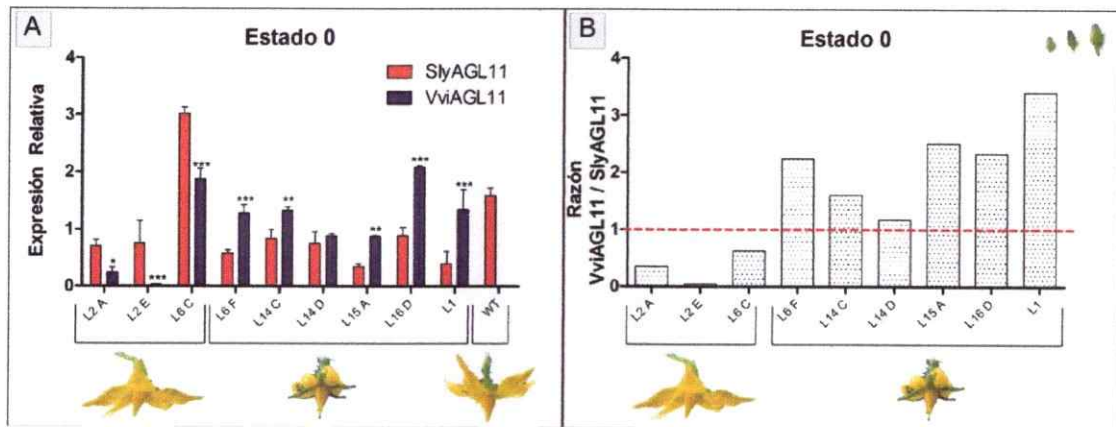 A
Estado 0
SlyAGL11
VviAGL11
Expresión Relativa
4
3
2
1
0
*
***
***
***
**
**
***
***
L2 A
L2 E
L6 C
L6 F
L14 C
L14 D
L15 A
L16 D
L1
WT
B
Estado 0
Razón
VviAGL11 / SlyAGL11
4
3
2
1
0
L2 A
L2 E
L6 C
L6 F
L14 C
L14 D
L15 A
L16 D
L1